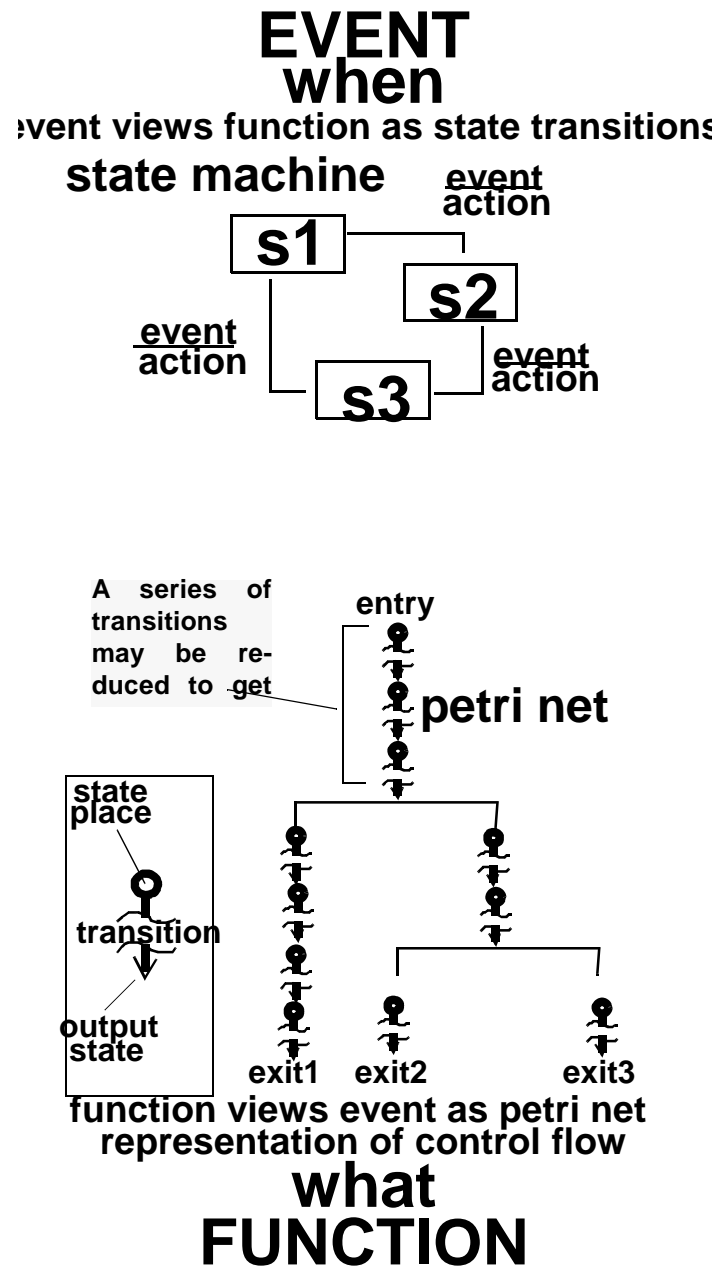 EVENT
when
event views function as state transitions
state machine
event
action
s1
s2
event
action
event
action
s3
A series of
transitions
may be re-
duced to get
entry
petri net
state
place
transition
output
state
exit1
exit2
exit3
function views event as petri net
representation of control flow
what
FUNCTION